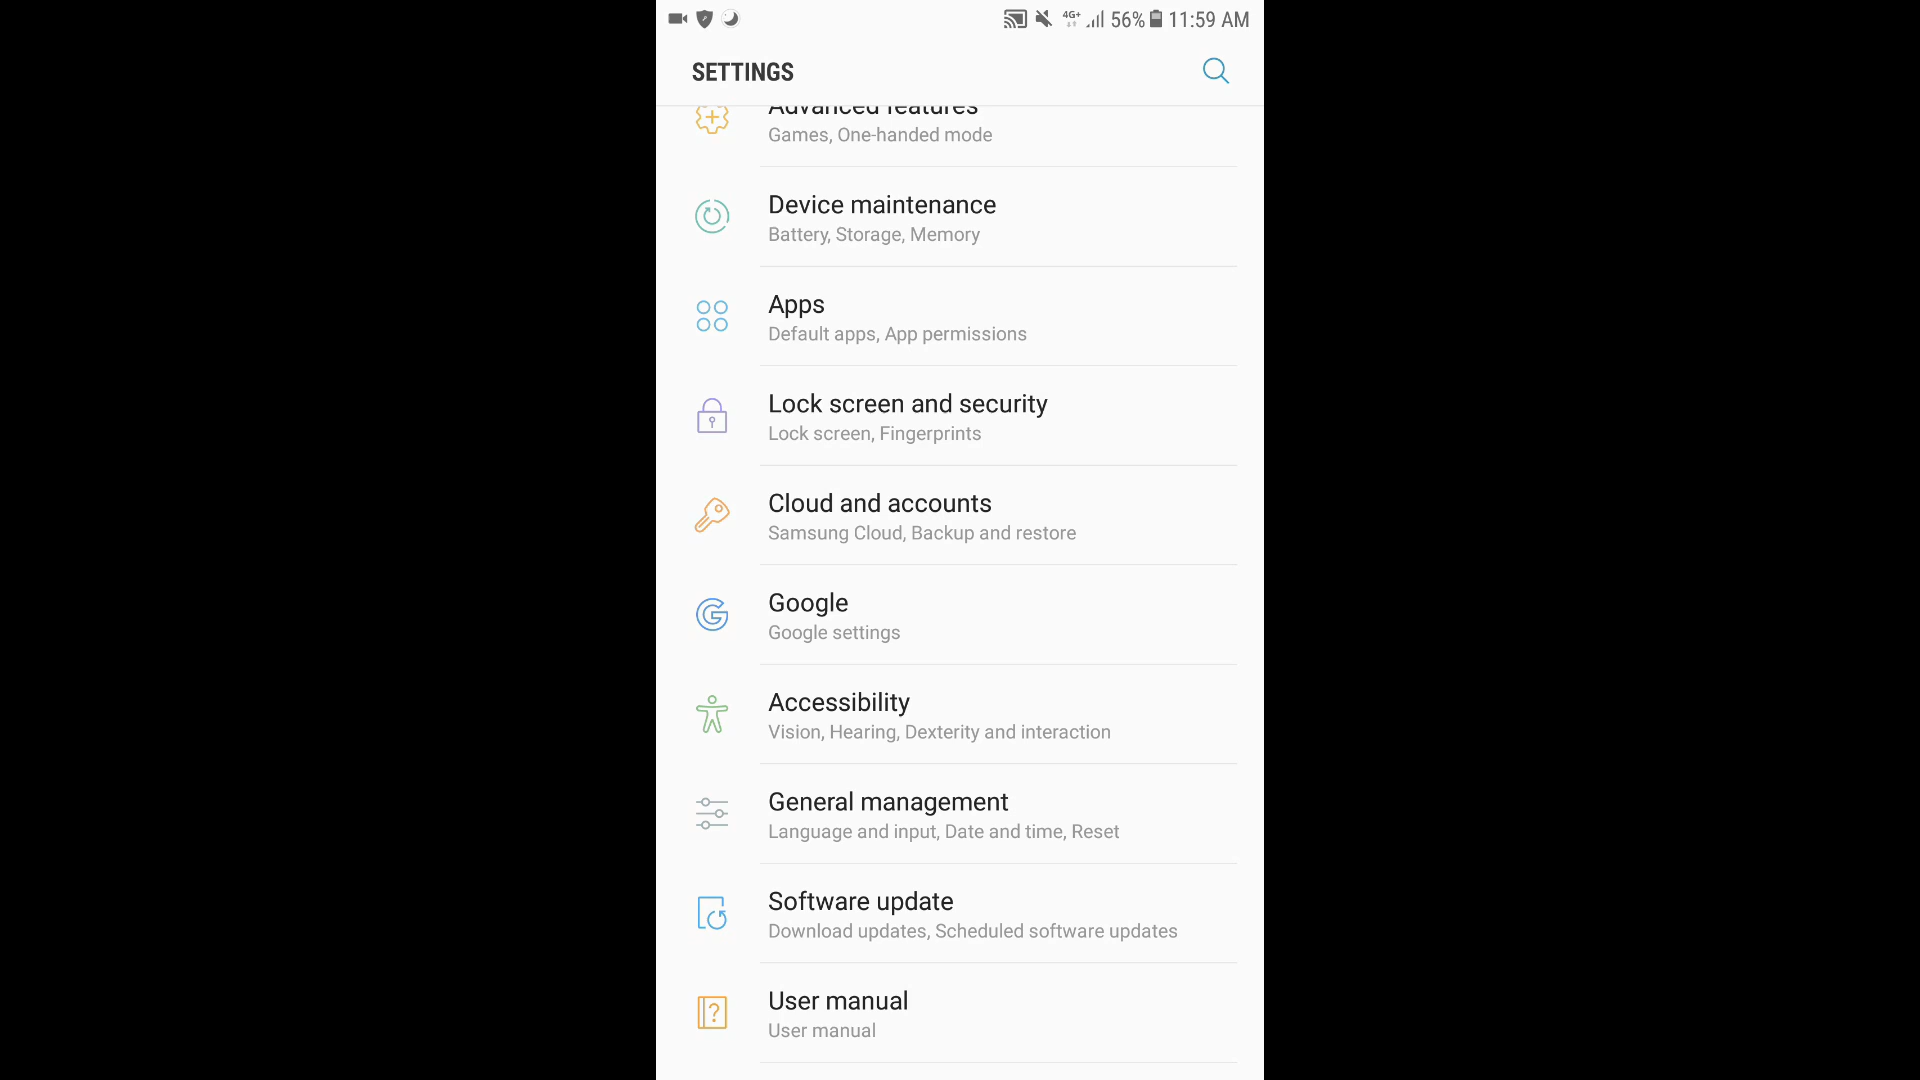 4G+ 56% 11:59 AM
SETTINGS
Advanced features
Games, One-handed mode
Device maintenance
Battery, Storage, Memory
Apps
Default apps, App permissions
Lock screen and security
Lock screen, Fingerprints
Cloud and accounts
Samsung Cloud, Backup and restore
Google
Google settings
Accessibility
Vision, Hearing, Dexterity and interaction
General management
Language and input, Date and time, Reset
Software update
Download updates, Scheduled software updates
User manual
User manual